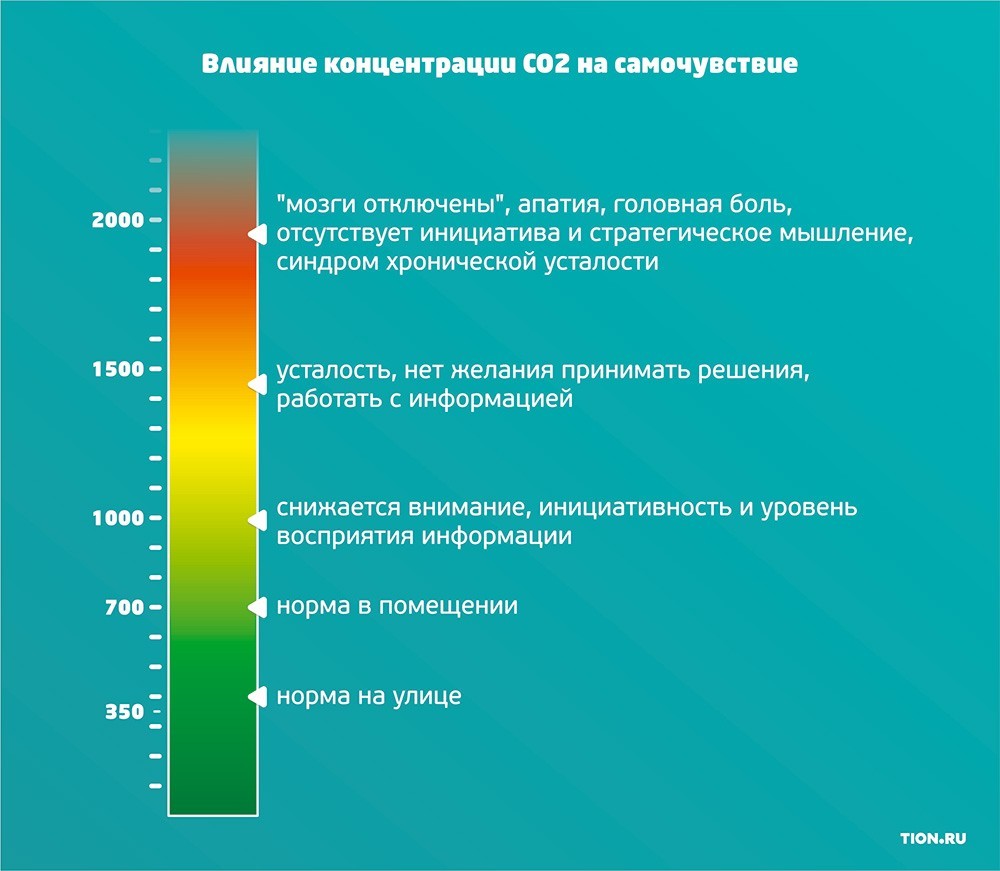 Влияние концентрации СО2 на самочувствие
2000
"мозги отключены", апатия, головная боль,
отсутствует инициатива и стратегическое мышление,
синдром хронической усталости
1500
усталость, нет желания принимать решения,
работать с информацией
1000
снижается внимание, инициативность и уровень
восприятия информации
700
норма в помещении
норма на улице
350
TION.RU